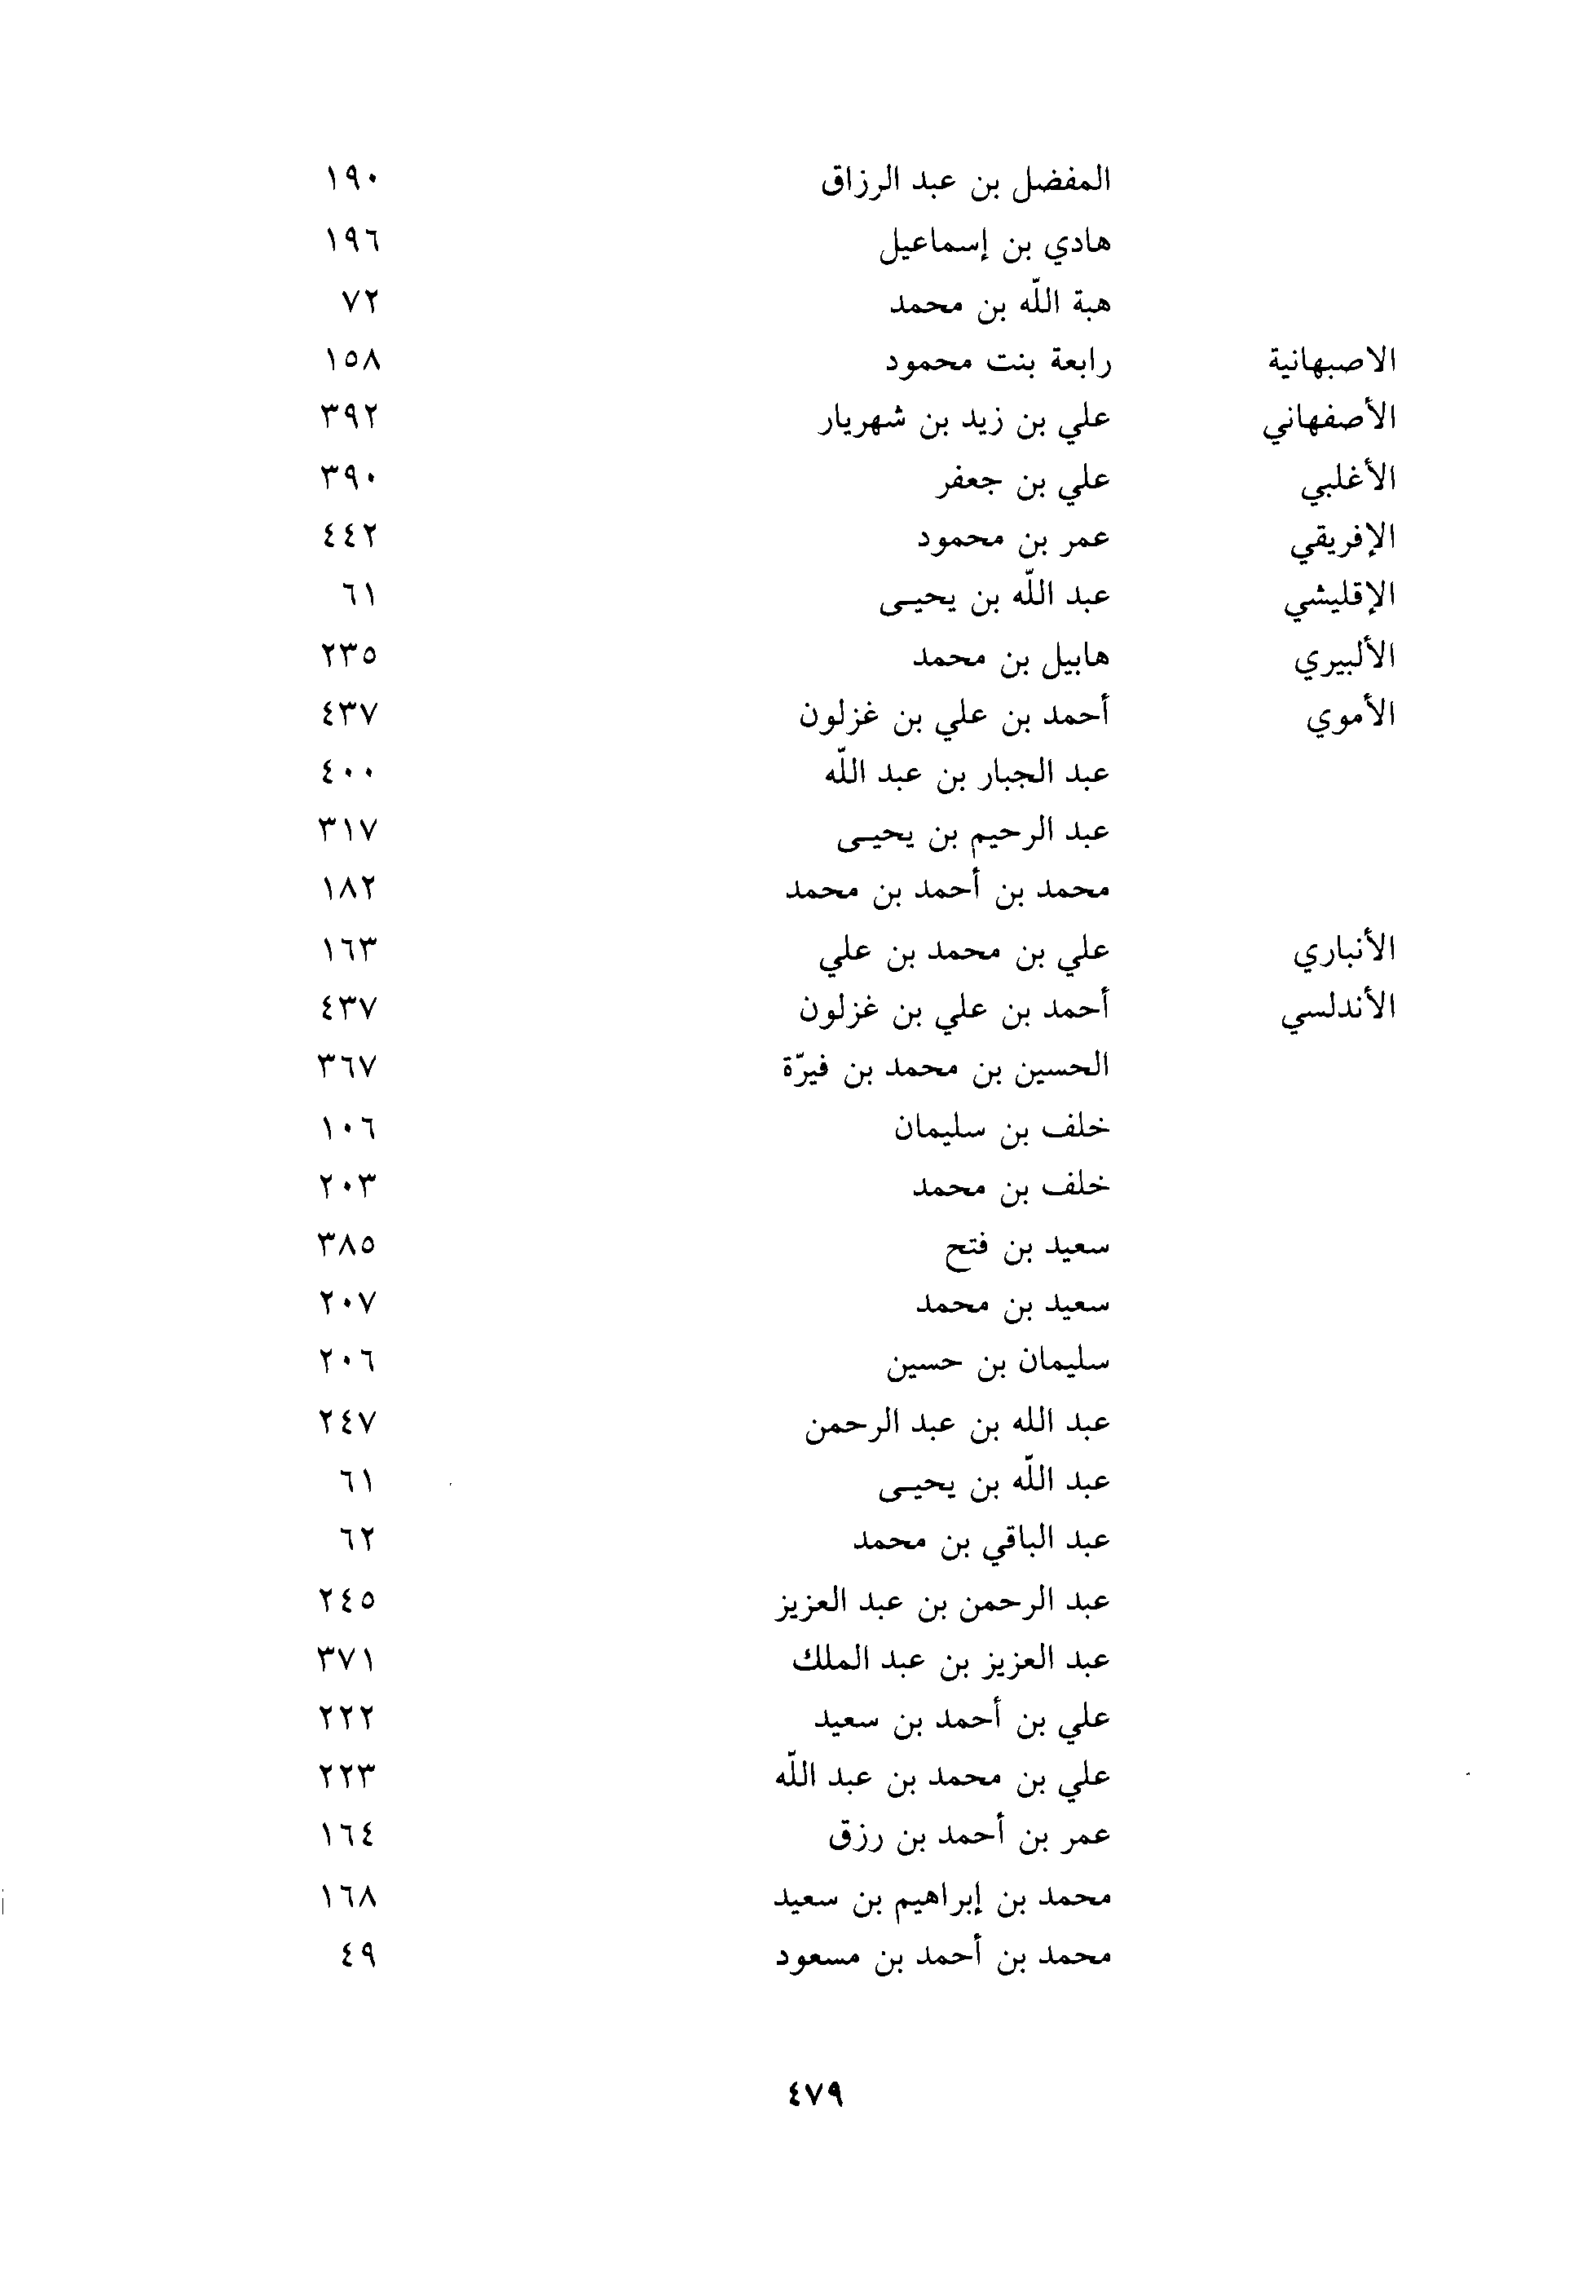 المفضل بن عبد الرزاق ١٩٠
هادي بن إسماعيل ١٩٦
هبة اللّه بن محمد ٧٢
الاصبهانية رابعة بنت محمود ١٥٨
الأصفهاني علي بن زيد بن شهريار ٣٩٢
الأغلبي علي بن جعفر ٣٩٠
الإفريقي عمر بن محمود ٤٤٢
الإقليشي عبد اللّه بن يحيـى ٦١
الألبيري هابيل بن محمد ٢٣٥
الأموي أحمد بن علي بن غزلون ٤٣٧
عبد الجبار بن عبد اللّه ٤٠٠
عبد الرحيم بن يحيـى ٣١٧
محمد بن أحمد بن محمد ١٨٢
الأنباري علي بن محمد بن علي ١٦٣
الأندلسي أحمد بن علي بن غزلون ٤٣٧
الحسين بن محمد بن فيرّة ٣٦٧
خلف بن سليمان ١٠٦
خلف بن محمد ٢٠٣
سعيد بن فتح ٣٨٥
سعيد بن محمد ٢٠٧
سليمان بن حسين ٢٠٦
عبد الله بن عبد الرحمن ٢٤٧
عبد اللّه بن يحيـى ٦١
عبد الباقي بن محمد ٦٢
عبد الرحمن بن عبد العزيز ٢٤٥
عبد العزيز بن عبد الملك ٣٧١
علي بن أحمد بن سعيد ٢٢٢
علي بن محمد بن عبد اللّه ٢٢٣
عمر بن أحمد بن رزق ١٦٤
محمد بن إبراهيم بن سعيد ١٦٨
محمد بن أحمد بن مسعود ٤٩
٤٧٩